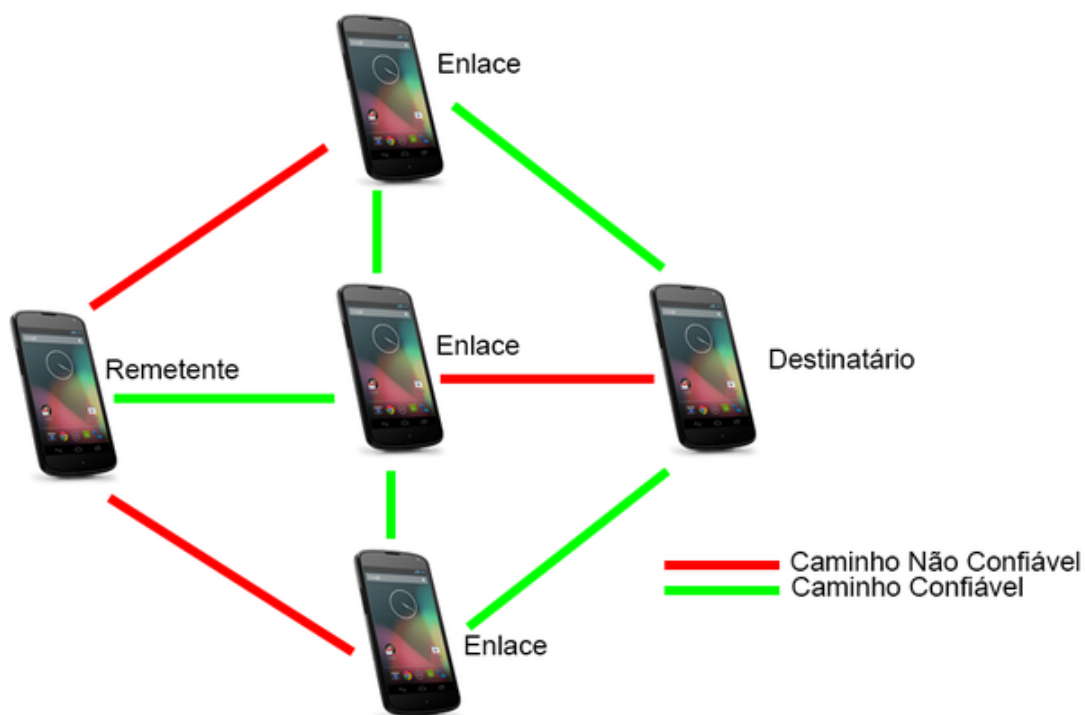 Enlace
Remetente
Enlace
Destinatário
Enlace
Caminho Não Confiável
Caminho Confiável